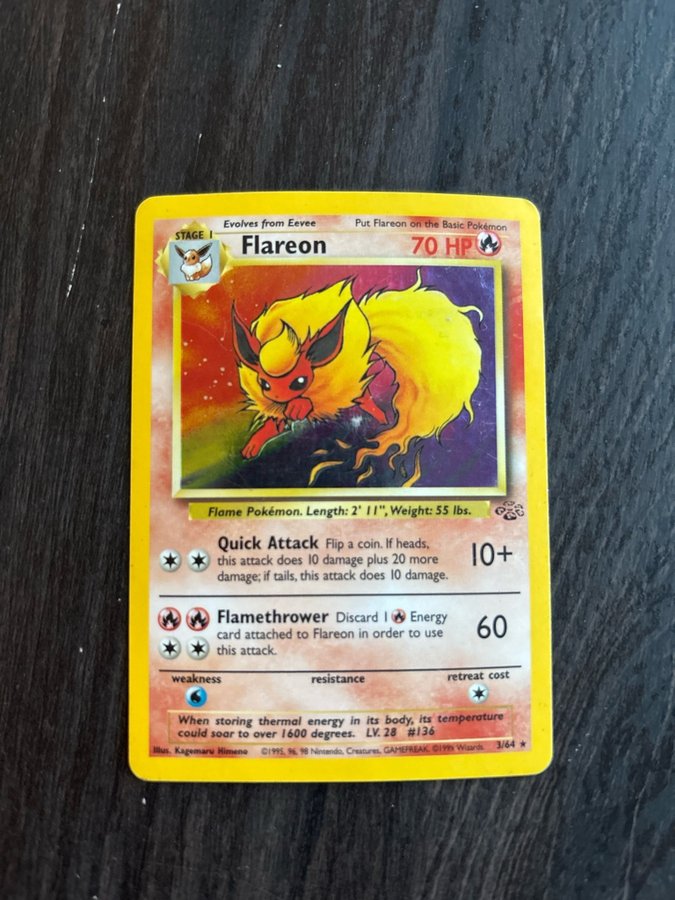 Evolves from Eevee Put Flareon on the Basic Pokémon
STAGE 1 Flareon 70 HP
Flame Pokémon. Length: 2' 11", Weight: 55 lbs.
Quick Attack Flip a coin. If heads,
this attack does 10 damage plus 20 more
damage; if tails, this attack does 10 damage.
10+
Flamethrower Discard 1 Energy
card attached to Flareon in order to use
this attack.
60
weakness resistance retreat cost
When storing thermal energy in its body, its temperature
could soar to over 1600 degrees. LV. 28 #136
Illus. Kagemaru Himeno ©1995, 96, 98 Nintendo, Creatures, GAMEFREAK. ©1999 Wizards. 3/64 ★